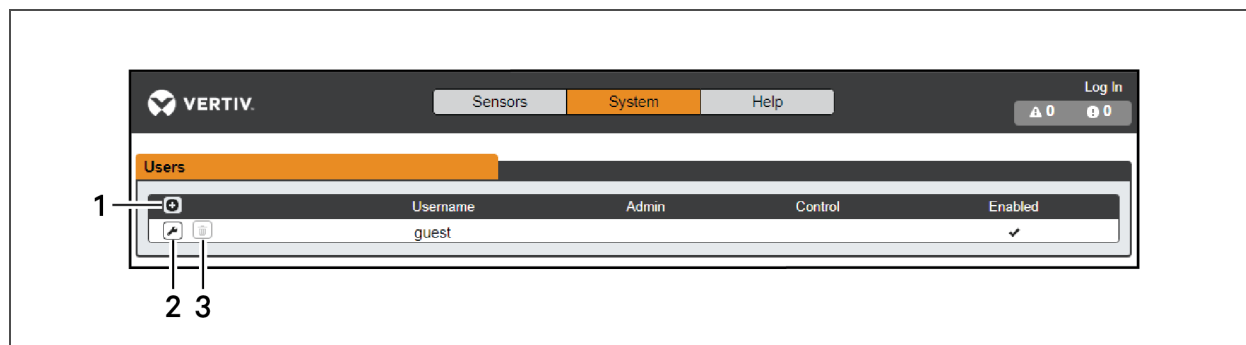 VERTIV.
Sensors System Help
Log In
0 0
Users
1
Username Admin Control Enabled
guest
2 3